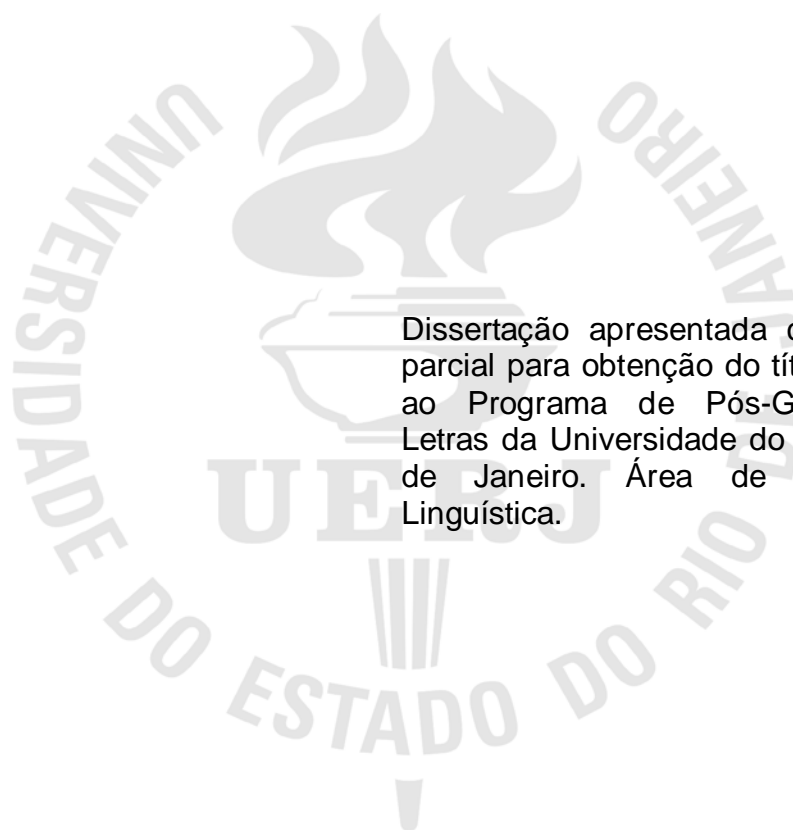 UNIVERSIDADE DO ESTADO DO RIO DE JANEIRO
UERJ
Dissertação apresentada
parcial para obtenção do
ao Programa de
Letras da Universidade do
de Janeiro. Área de
Linguística.